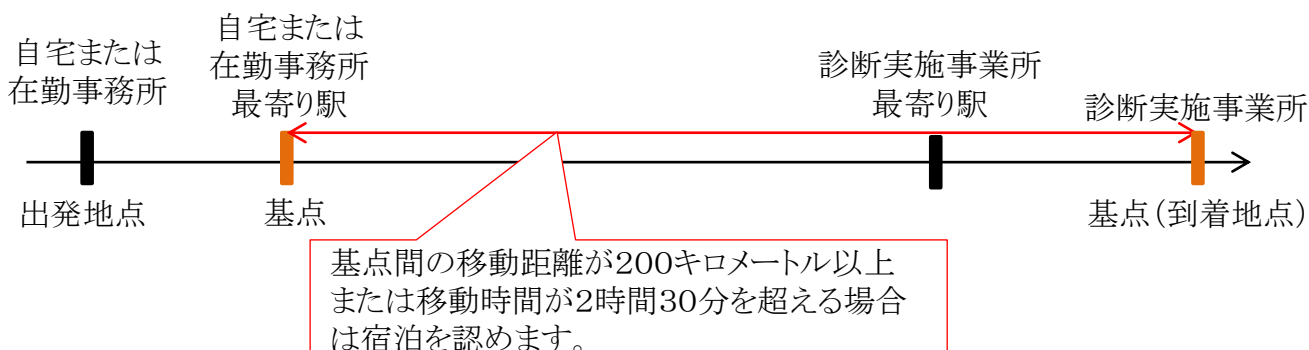 自宅または
在勤事務所
自宅または
在勤事務所
最寄り駅
診断実施事業所
最寄り駅
診断実施事業所
出発地点
基点
基点(到着地点)
基点間の移動距離が200キロメートル以上
または移動時間が2時間30分を超える場合
は宿泊を認めます。